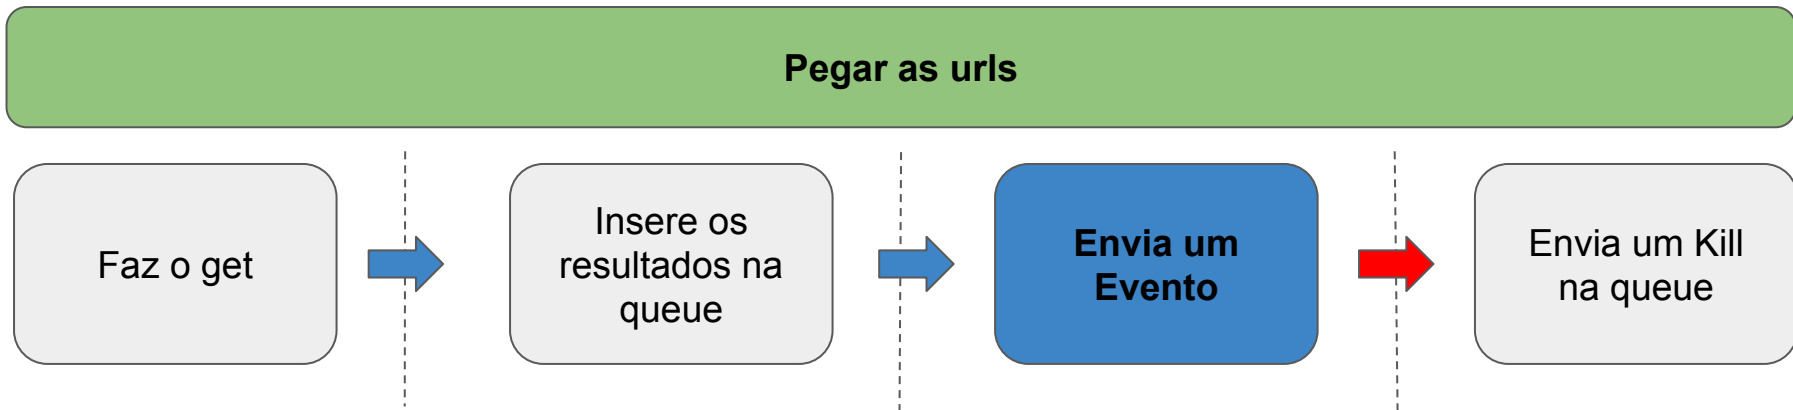 Pegar as urls
Faz o get
Insere os
resultados na
queue
Envia um
Evento
Envia um Kill
na queue